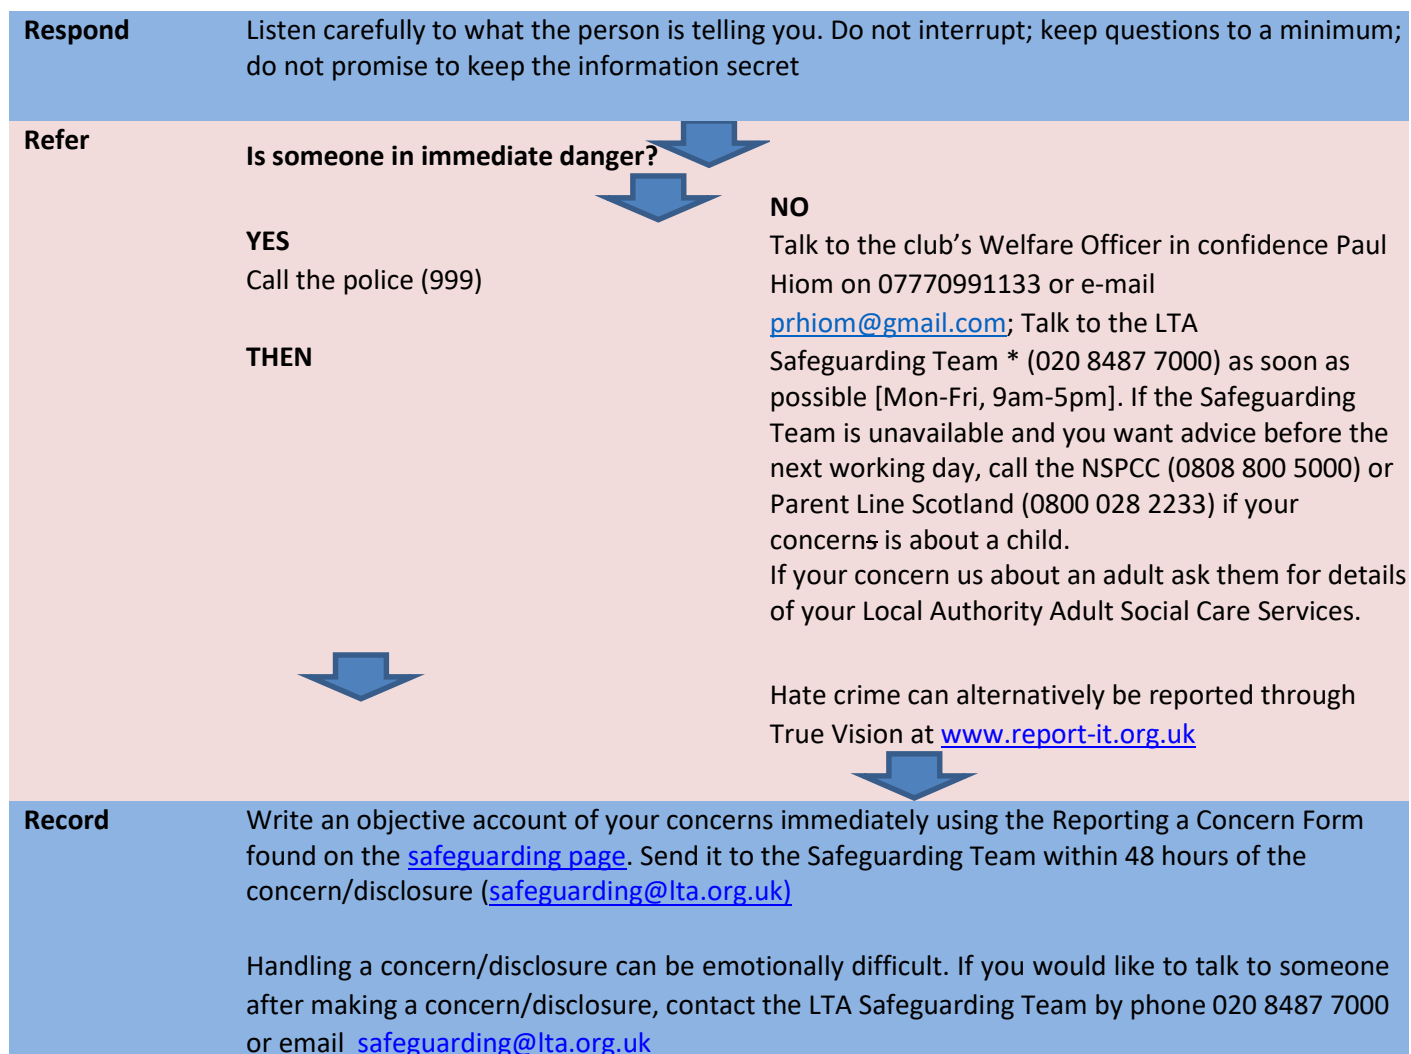 Respond
Listen carefully to what the person is telling you. Do not interrupt; keep questions to a minimum;
do not promise to keep the information secret
Refer
Is someone in immediate danger?
YES
Call the police (999)
THEN
NO
Talk to the club’s Welfare Officer in confidence Paul
Hiom on 07770991133 or e-mail
prhiom@gmail.com; Talk to the LTA
Safeguarding Team * (020 8487 7000) as soon as
possible [Mon-Fri, 9am-5pm]. If the Safeguarding
Team is unavailable and you want advice before the
next working day, call the NSPCC (0808 800 5000) or
Parent Line Scotland (0800 028 2233) if your
concerns is about a child.
If your concern us about an adult ask them for details
of your Local Authority Adult Social Care Services.
Hate crime can alternatively be reported through
True Vision at www.report-it.org.uk
Record
Write an objective account of your concerns immediately using the Reporting a Concern Form
found on the safeguarding page. Send it to the Safeguarding Team within 48 hours of the
concern/disclosure (safeguarding@lta.org.uk)
Handling a concern/disclosure can be emotionally difficult. If you would like to talk to someone
after making a concern/disclosure, contact the LTA Safeguarding Team by phone 020 8487 7000
or email safeguarding@lta.org.uk